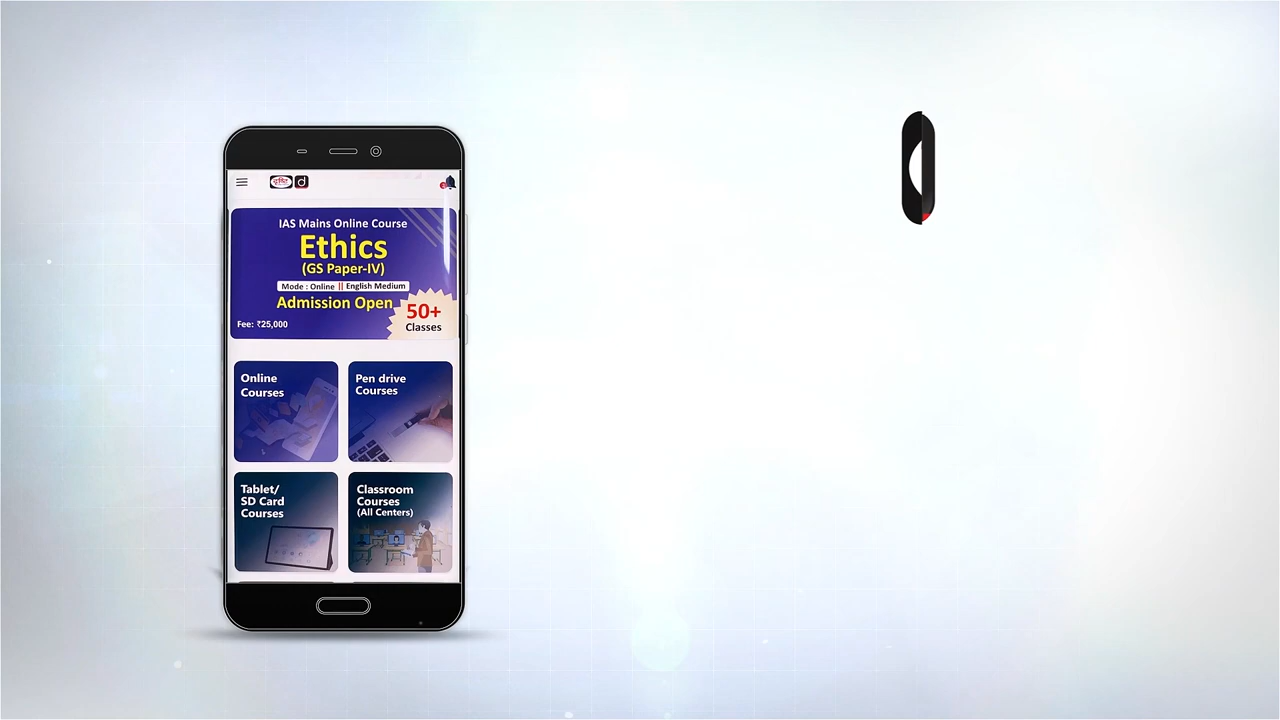 दृष्टि
d
IAS Mains Online Course
Ethics
(GS Paper-IV)
Mode : Online || English Medium
Admission Open
50+
Classes
Fee: ₹25,000
Online
Courses
Pen drive
Courses
Tablet/
SD Card
Courses
Classroom
Courses
(All Centers)